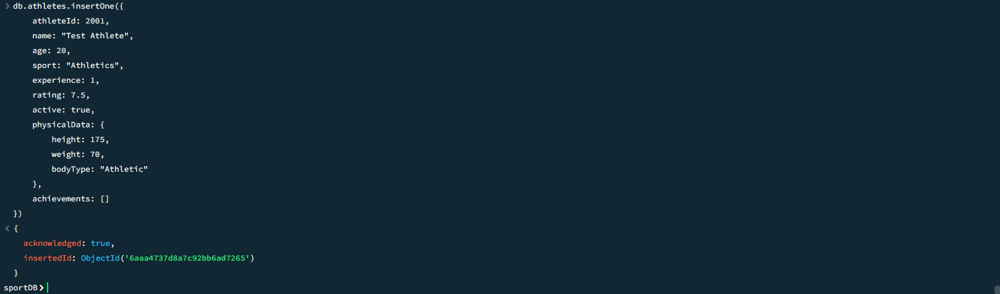 > db.athletes.insertOne({
    athleteId: 2001,
    name: "Test Athlete",
    age: 20,
    sport: "Athletics",
    experience: 1,
    rating: 7.5,
    active: true,
    physicalData: {
        height: 175,
        weight: 70,
        bodyType: "Athletic"
    },
    achievements: []
})
< {
  acknowledged: true,
  insertedId: ObjectId('6aaa4737d8a7c92bb6ad7265')
}
sportDB>